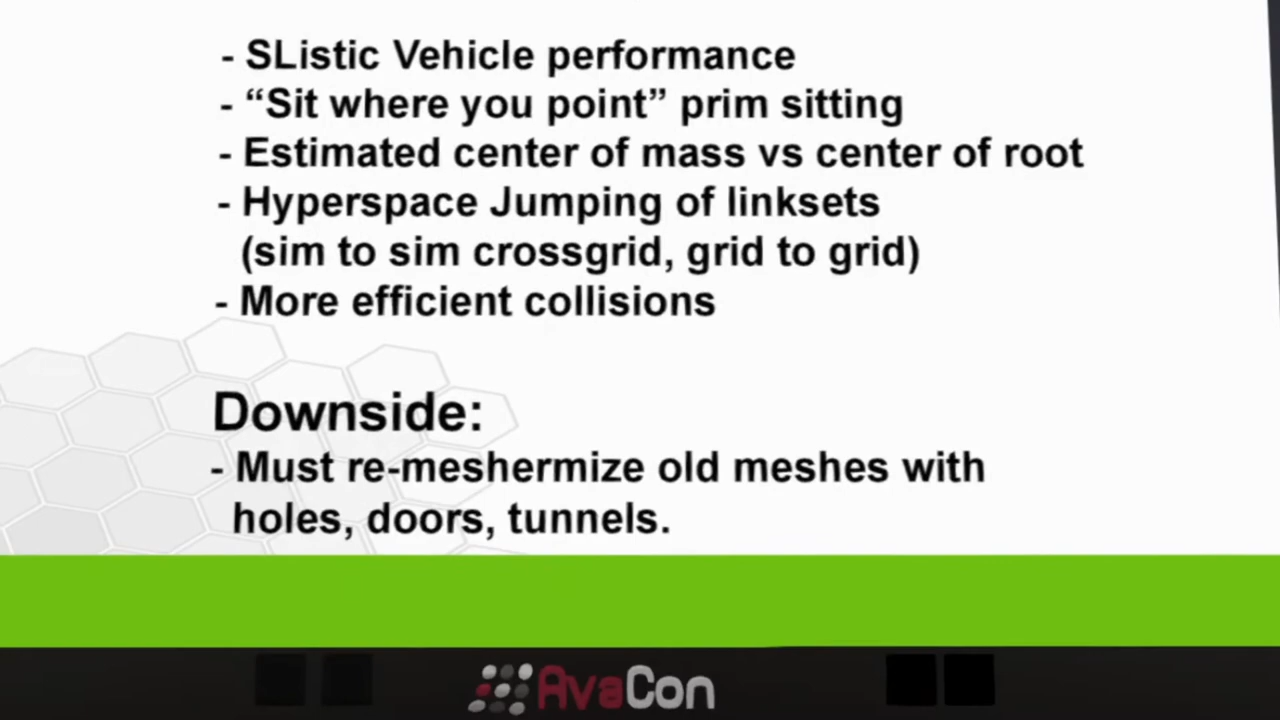 - SListic Vehicle performance
- “Sit where you point” prim sitting
- Estimated center of mass vs center of root
- Hyperspace Jumping of linksets
(sim to sim crossgrid, grid to grid)
- More efficient collisions
Downside:
- Must re-meshermize old meshes with
holes, doors, tunnels.
AvaCon